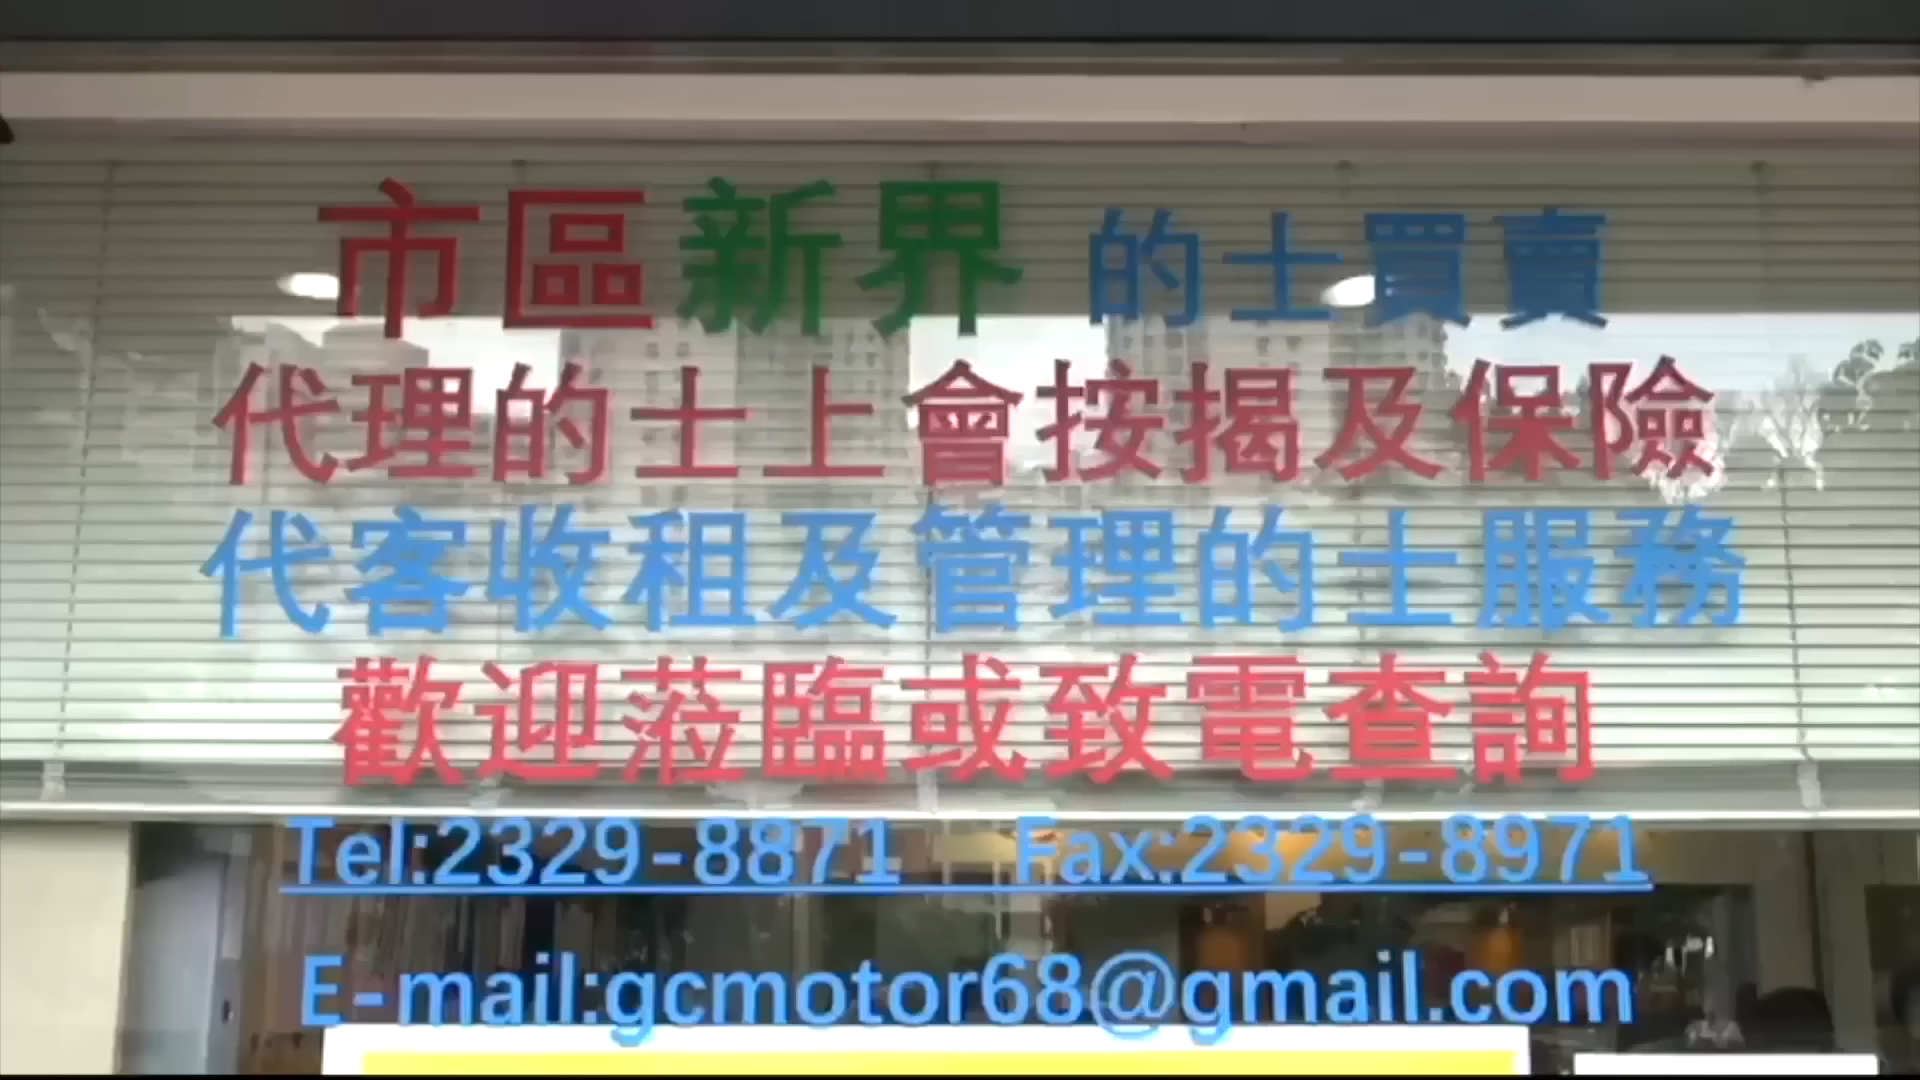 市區新界 的士買賣
代理的士上會按揭及保險
代客收租及管理的士服務
歡迎蒞臨或致電查詢
Tel:2329-8871 Fax:2329-8971
E-mail:gcmotor68@gmail.com